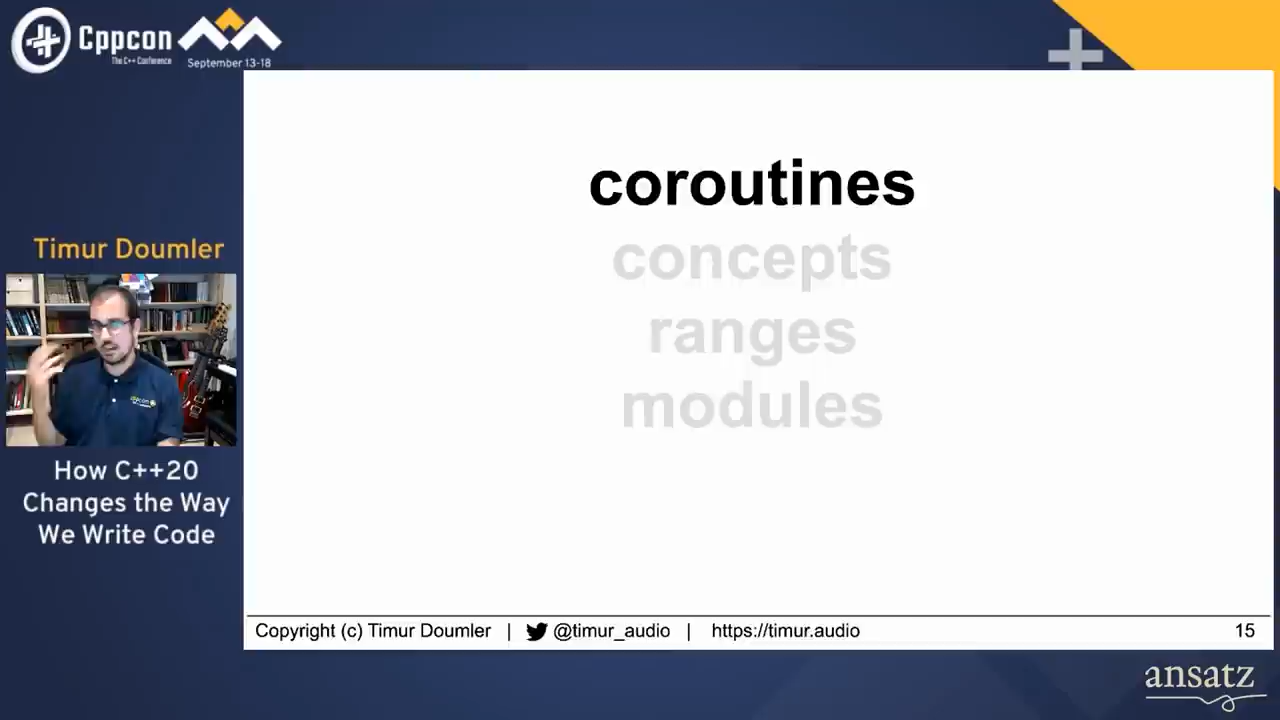 Cppcon
The C++ Conference
September 13-18
coroutines
concepts
ranges
modules
Timur Doumler
How C++20
Changes the Way
We Write Code
Copyright (c) Timur Doumler | @timur_audio | https://timur.audio
15
ansatz